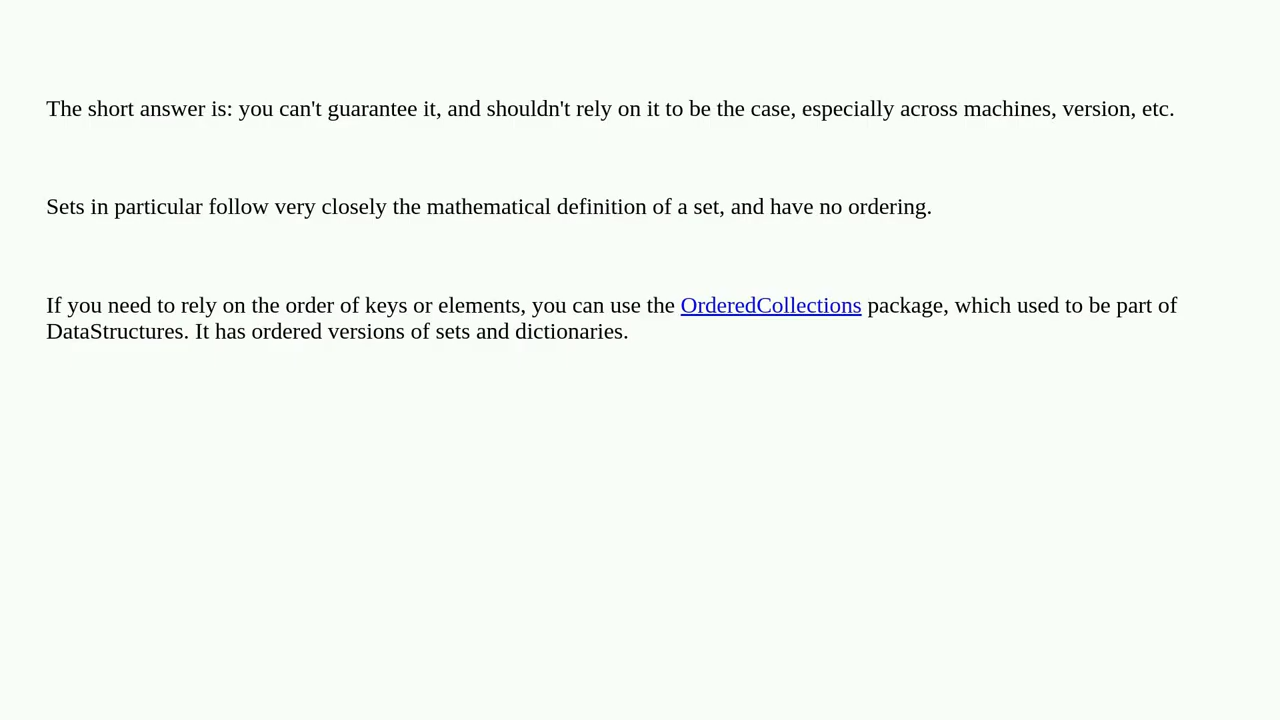 The short answer is: you can't guarantee it, and shouldn't rely on it to be the case, especially across machines, version, etc.
Sets in particular follow very closely the mathematical definition of a set, and have no ordering.
If you need to rely on the order of keys or elements, you can use the OrderedCollections package, which used to be part of
DataStructures. It has ordered versions of sets and dictionaries.